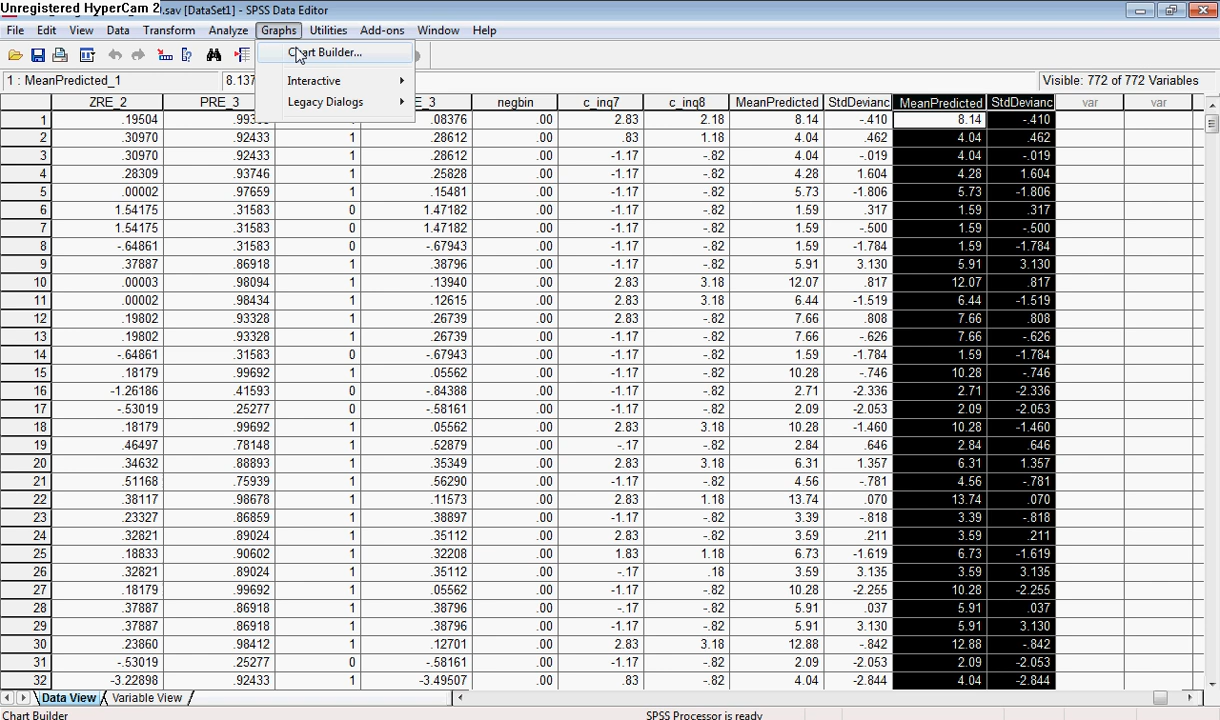 Unregistered HyperCam 2 .sav [DataSet1] - SPSS Data Editor
File Edit View Data Transform Analyze Graphs Utilities Add-ons Window Help
Chart Builder...
Interactive
Legacy Dialogs
1 : MeanPredicted_1 8.137 Visible: 772 of 772 Variables
ZRE_2 PRE_3 E_3 negbin c_inq7 c_inq8 MeanPredicted StdDevianc MeanPredicted StdDevianc var var
1 .19504 .993 .08376 .00 2.83 2.18 8.14 -.410 8.14 -.410
2 .30970 .92433 1 .28612 .00 .83 1.18 4.04 .462 4.04 .462
3 .30970 .92433 1 .28612 .00 -1.17 -.82 4.04 -.019 4.04 -.019
4 .28309 .93746 1 .25828 .00 -1.17 -.82 4.28 1.604 4.28 1.604
5 .00002 .97659 1 .15481 .00 -1.17 -.82 5.73 -1.806 5.73 -1.806
6 1.54175 .31583 0 1.47182 .00 -1.17 -.82 1.59 .317 1.59 .317
7 1.54175 .31583 0 1.47182 .00 -1.17 -.82 1.59 -.500 1.59 -.500
8 -.64861 .31583 0 -.67943 .00 -1.17 -.82 1.59 -1.784 1.59 -1.784
9 .37887 .86918 1 .38796 .00 -1.17 -.82 5.91 3.130 5.91 3.130
10 .00003 .98094 1 .13940 .00 2.83 3.18 12.07 .817 12.07 .817
11 .00002 .98434 1 .12615 .00 2.83 3.18 6.44 -1.519 6.44 -1.519
12 .19802 .93328 1 .26739 .00 2.83 -.82 7.66 .808 7.66 .808
13 .19802 .93328 1 .26739 .00 -1.17 -.82 7.66 -.626 7.66 -.626
14 -.64861 .31583 0 -.67943 .00 -1.17 -.82 1.59 -1.784 1.59 -1.784
15 .18179 .99692 1 .05562 .00 -1.17 -.82 10.28 -.746 10.28 -.746
16 -1.26186 .41593 0 -.84388 .00 -1.17 -.82 2.71 -2.336 2.71 -2.336
17 -.53019 .25277 0 -.58161 .00 -1.17 -.82 2.09 -2.053 2.09 -2.053
18 .18179 .99692 1 .05562 .00 2.83 3.18 10.28 -1.460 10.28 -1.460
19 .46497 .78148 1 .52879 .00 -.17 -.82 2.84 .646 2.84 .646
20 .34632 .88893 1 .35349 .00 2.83 3.18 6.31 1.357 6.31 1.357
21 .51168 .75939 1 .56290 .00 -1.17 -.82 4.56 -.781 4.56 -.781
22 .38117 .98678 1 .11573 .00 2.83 1.18 13.74 .070 13.74 .070
23 .23327 .86859 1 .38897 .00 -1.17 -.82 3.39 -.818 3.39 -.818
24 .32821 .89024 1 .35112 .00 -1.17 -.82 3.59 .211 3.59 .211
25 .18833 .90602 1 .32208 .00 1.83 1.18 6.73 -1.619 6.73 -1.619
26 .32821 .89024 1 .35112 .00 -.17 .18 3.59 3.135 3.59 3.135
27 .18179 .99692 1 .05562 .00 -1.17 -.82 10.28 -2.255 10.28 -2.255
28 .37887 .86918 1 .38796 .00 -.17 -.82 5.91 .037 5.91 .037
29 .37887 .86918 1 .38796 .00 -1.17 -.82 5.91 3.130 5.91 3.130
30 .23860 .98412 1 .12701 .00 2.83 3.18 12.88 -.842 12.88 -.842
31 -.53019 .25277 0 -.58161 .00 -1.17 -.82 2.09 -2.053 2.09 -2.053
32 -3.22898 .92433 1 -3.49507 .00 .83 -.82 4.04 -2.844 4.04 -2.844
Data View Variable View
Chart Builder SPSS Processor is ready